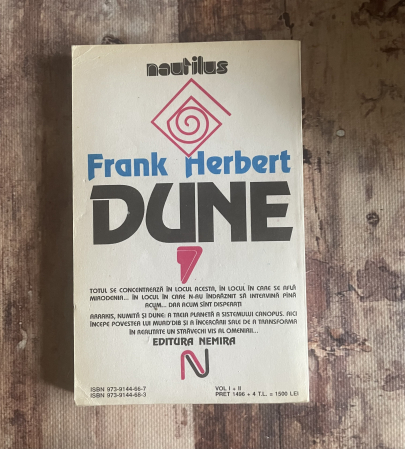 nautilus
Frank Herbert
DUNE
7
TOTUL SE CONCENTREAZĂ ÎN LOCUL ACESTA, ÎN LOCUL ÎN CARE SE AFLĂ
MIRODENIA... ÎN LOCUL ÎN CARE N-AU ÎNDRĂZNIT SĂ INTERVINĂ PÎNĂ
ACUM... DAR ACUM SÎNT DISPERAȚI
ARRAKIS, NUMITĂ ȘI DUNE: A TREIA PLANETĂ A SISTEMULUI CANOPUS. AICI
ÎNCEPE POVESTEA LUI MUAD'DIB ȘI A ÎNCERCĂRII SALE DE A TRANSFORMA
ÎN REALITATE UN STRĂVECHI VIS AL OMENIRII...
EDITURA NEMIRA
N
ISBN 973-9144-66-7 VOL I + II
ISBN 973-9144-68-3 PRET 1496 + 4 T.L. = 1500 LEI